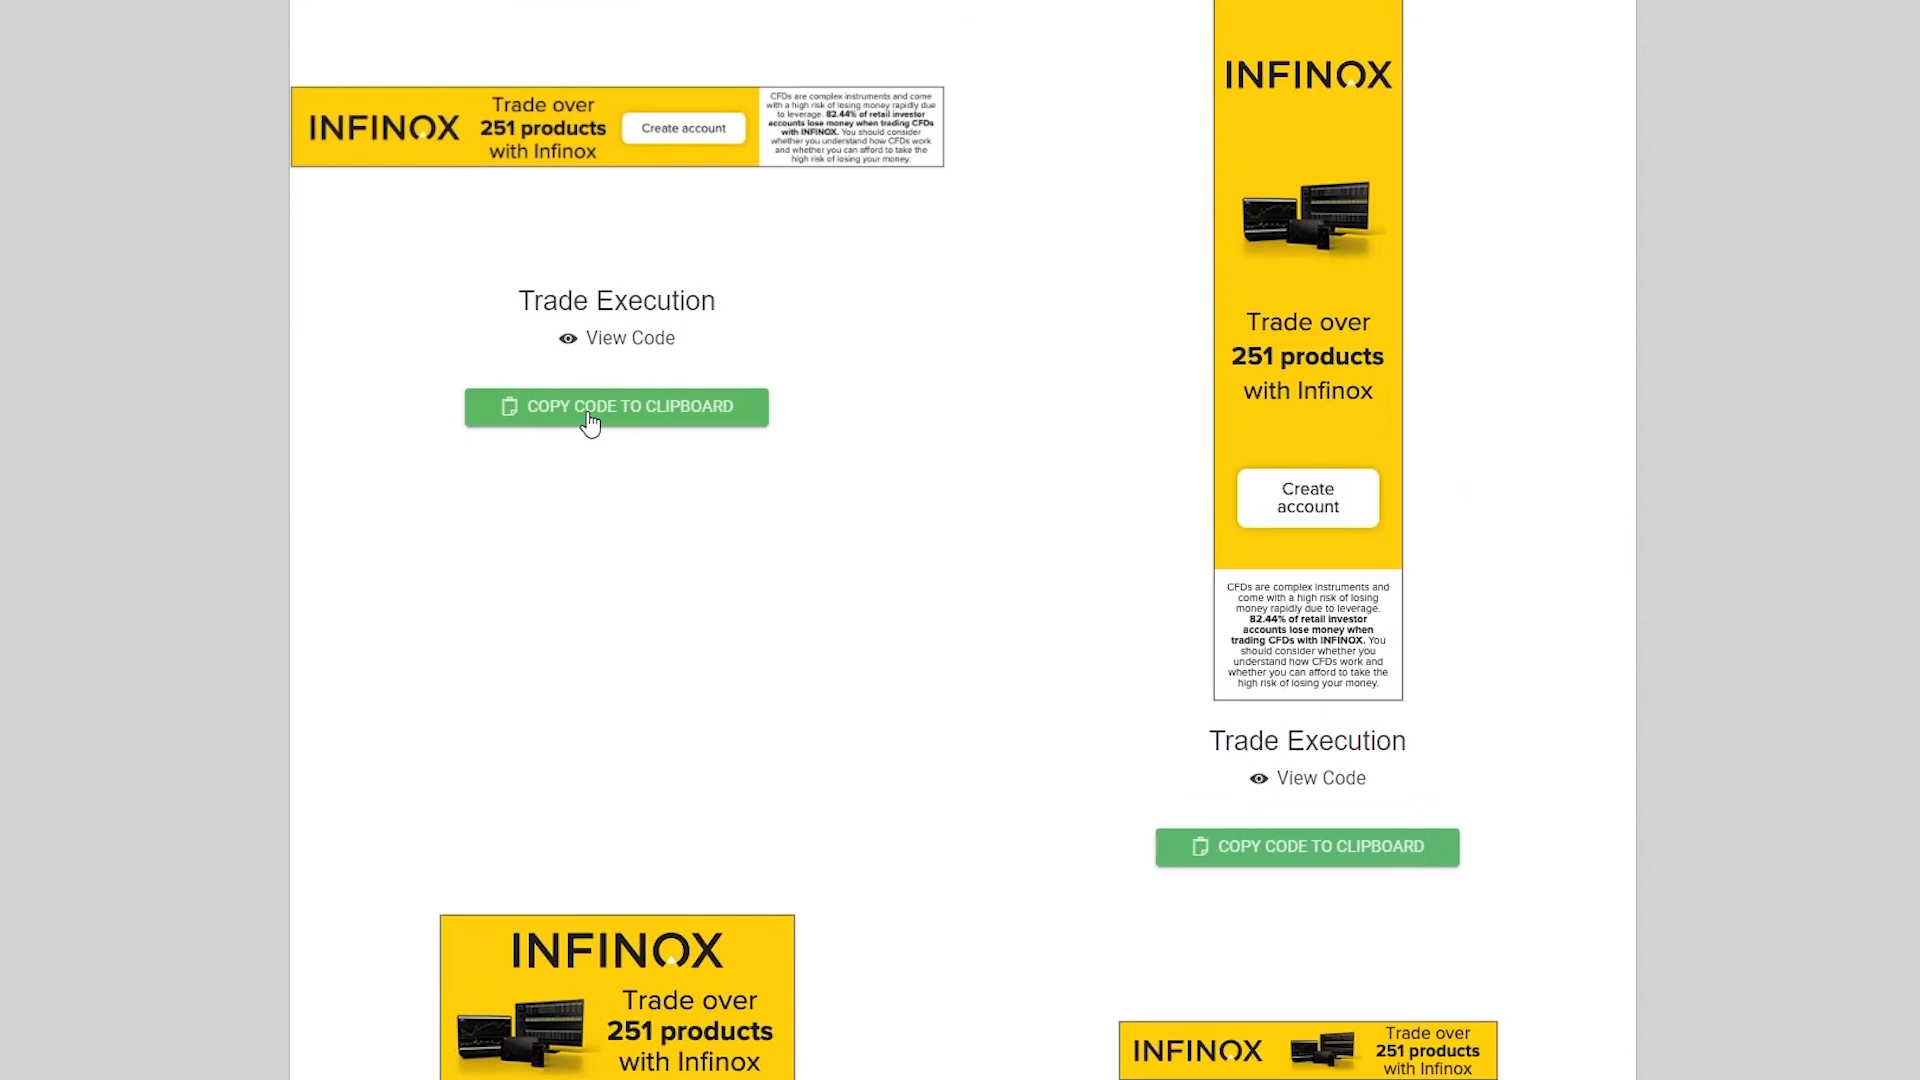 INFINOX
Trade over
251 products
with Infinox
Create account
CFDs are complex instruments and come
with a high risk of losing money rapidly due
to leverage. 82.44% of retail investor
accounts lose money when trading CFDs
with INFINOX. You should consider
whether you understand how CFDs work
and whether you can afford to take the
high risk of losing your money.
Trade Execution
View Code
COPY CODE TO CLIPBOARD
INFINOX
Trade over
251 products
with Infinox
Create
account
CFDs are complex instruments and
come with a high risk of losing
money rapidly due to leverage.
82.44% of retail investor
accounts lose money when
trading CFDs with INFINOX. You
should consider whether you
understand how CFDs work and
whether you can afford to take the
high risk of losing your money.
Trade Execution
View Code
COPY CODE TO CLIPBOARD
INFINOX
Trade over
251 products
with Infinox
INFINOX
Trade over
251 products
with Infinox